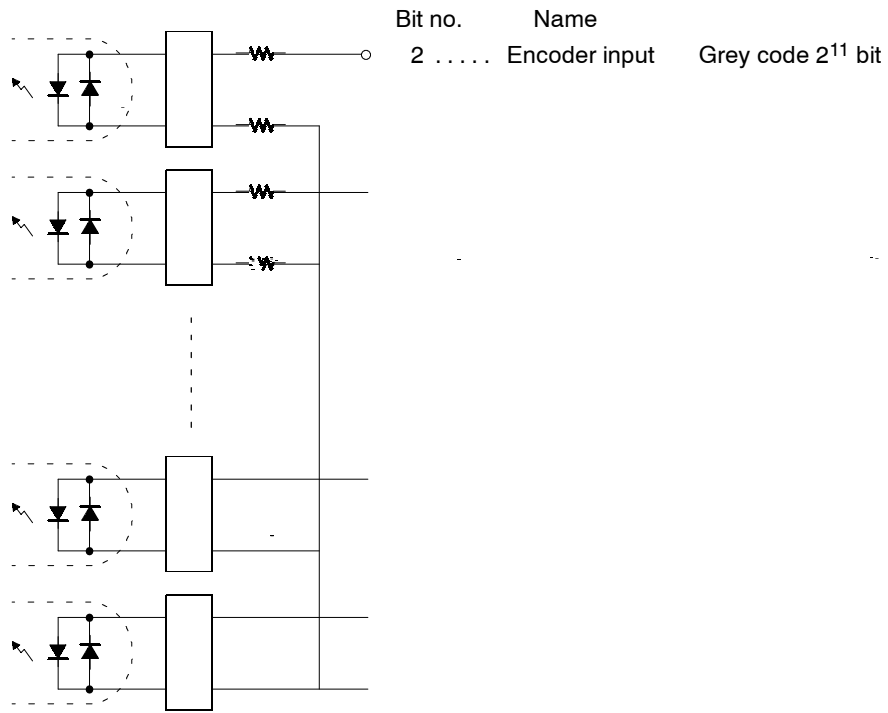 Bit no. Name
2 ..... Encoder input Grey code 2¹¹ bit